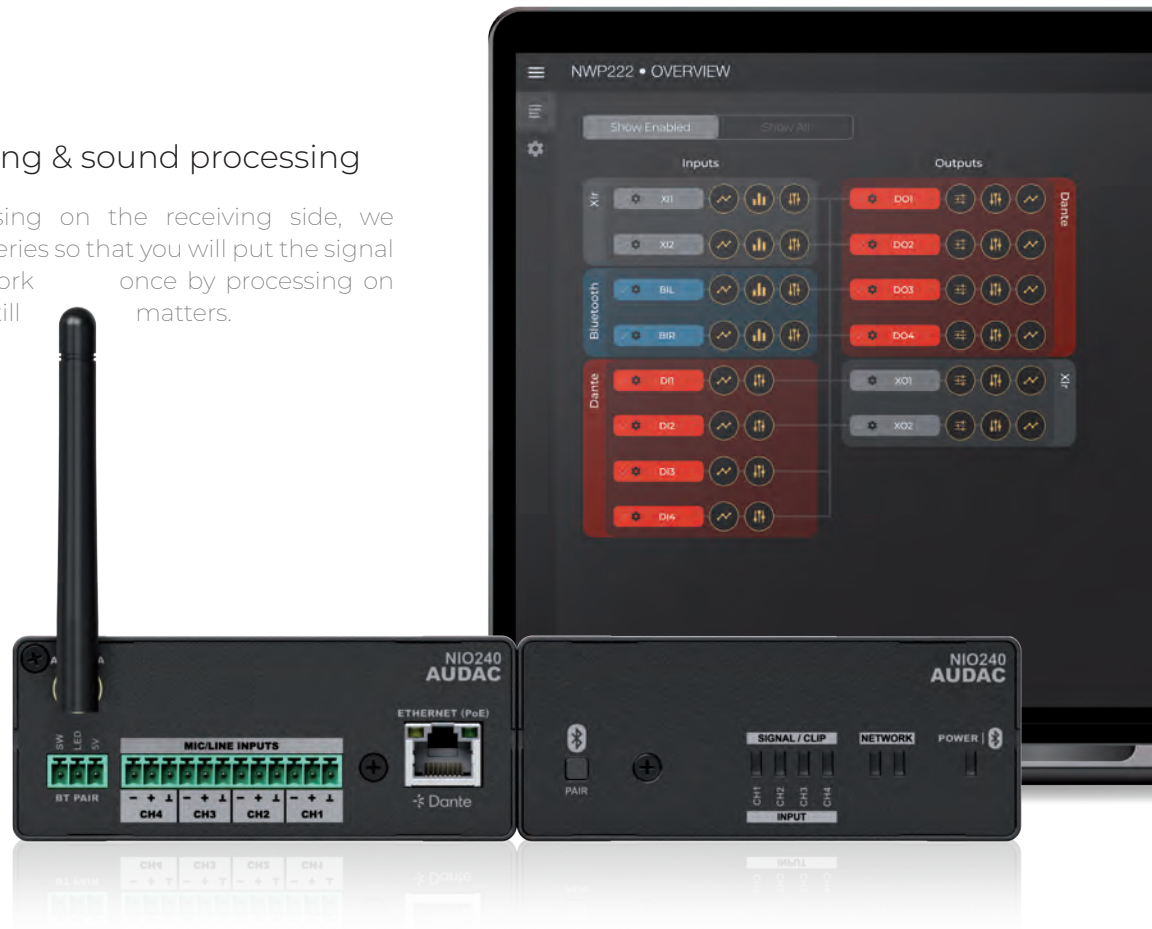 ng & sound processing
sing on the receiving side, we
eries so that you will put the signal
ork once by processing on
till matters.
NWP222 • OVERVIEW
Show Enabled Show All
Inputs Outputs
Xir
XI1
XI2
Bluetooth
BIL
BIR
Dante
DI1
DI2
DI3
DI4
DO1
DO2
DO3
DO4
Dante
XO1
XO2
Xir
A A
NIO240
AUDAC
ETHERNET (PoE)
SW LED 5V
MIC/LINE INPUTS
BT PAIR
- + ⊥ - + ⊥ - + ⊥ - + ⊥
CH4 CH3 CH2 CH1
Dante
NIO240
AUDAC
PAIR
SIGNAL / CLIP NETWORK POWER |
CH1 CH2 CH3 CH4
INPUT